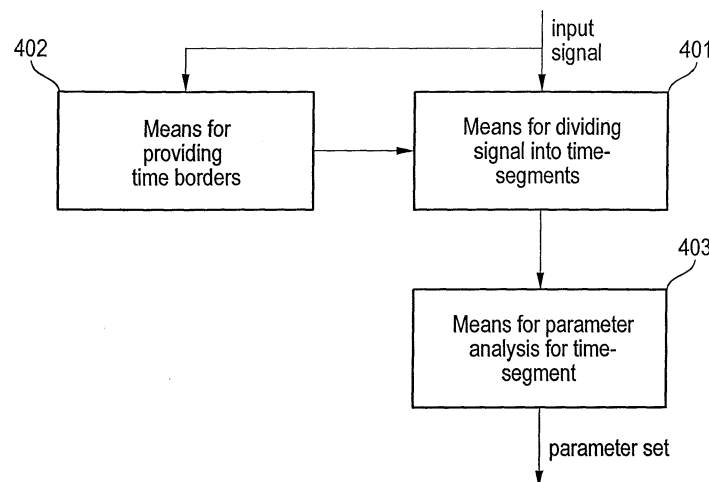 input
signal
402
401
Means for
providing
time borders
Means for dividing
signal into time-
segments
403
Means for parameter
analysis for time-
segment
parameter set